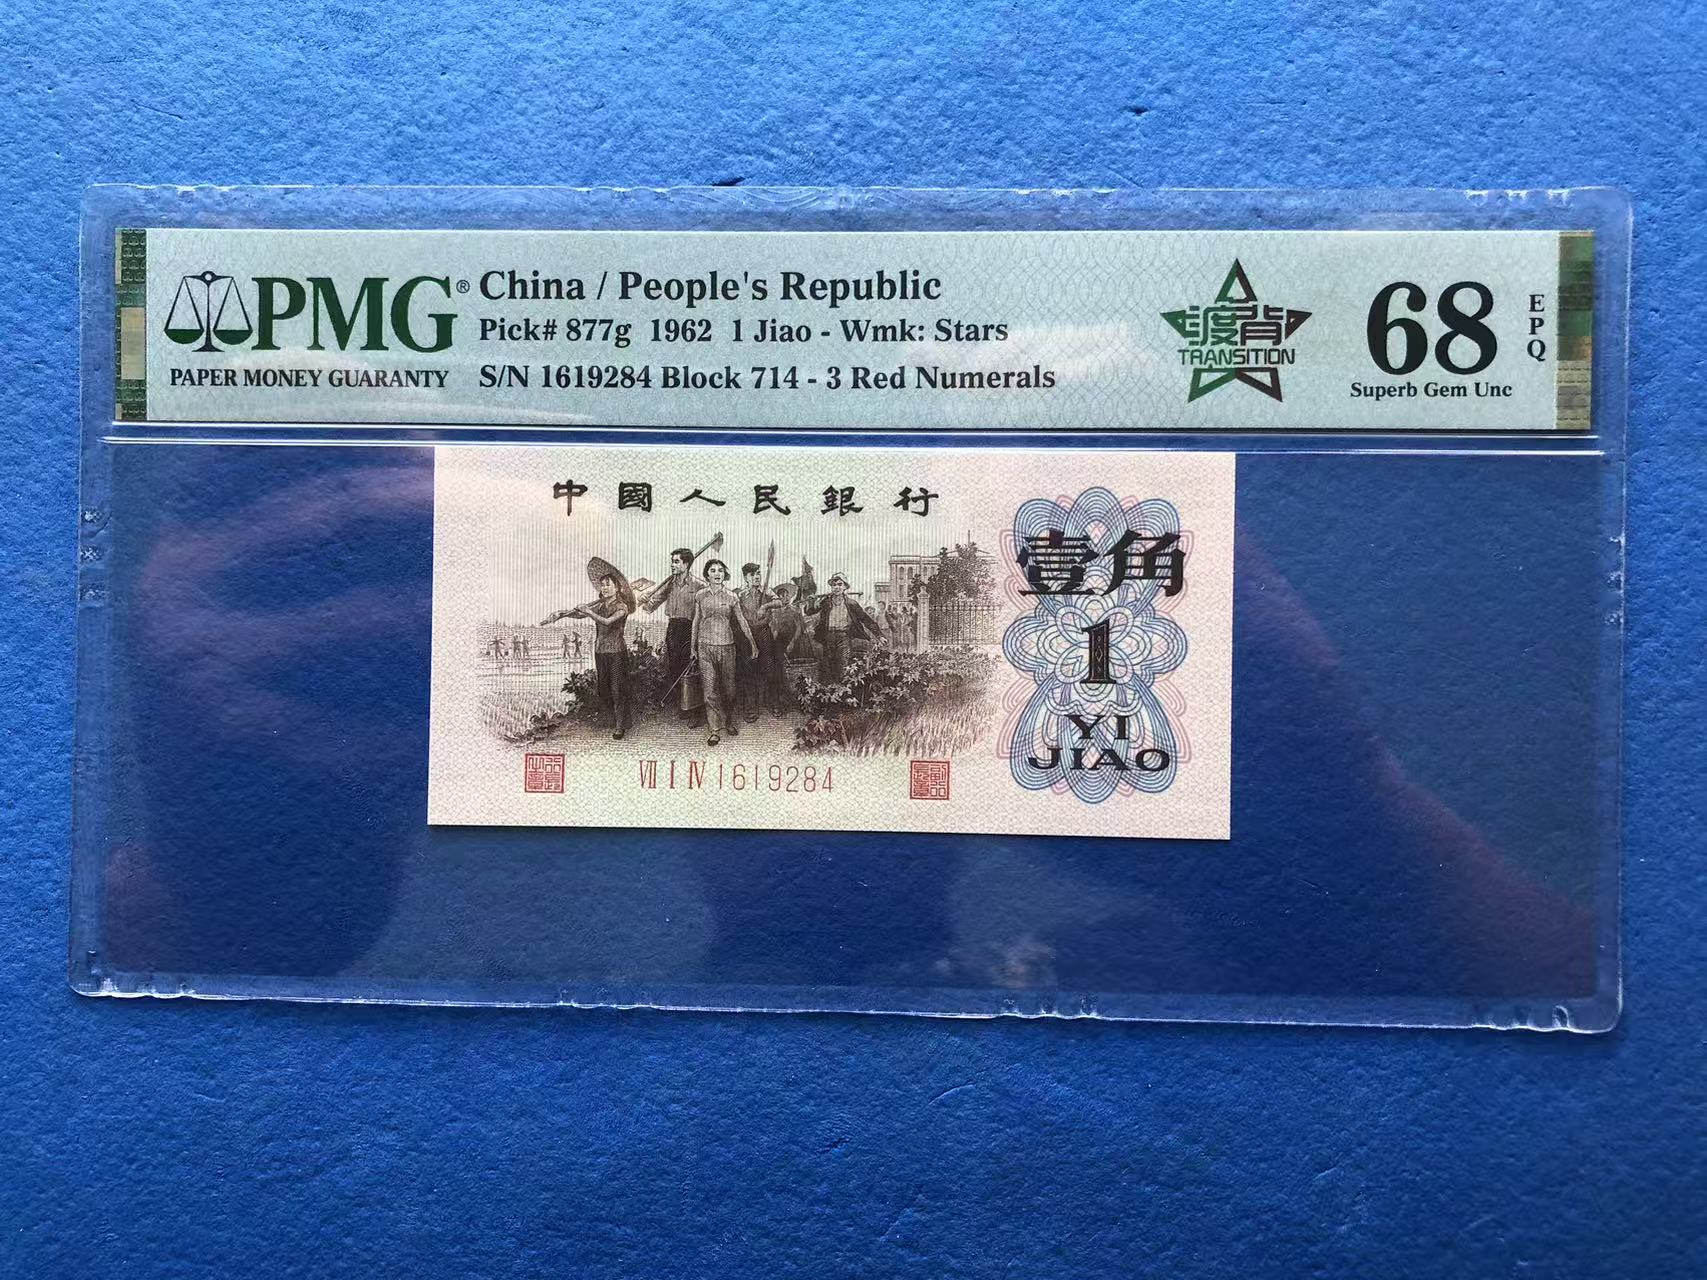 PMG®
PAPER MONEY GUARANTY
China / People's Republic
Pick# 877g 1962 1 Jiao - Wmk: Stars
S/N 1619284 Block 714 - 3 Red Numerals
渡背
TRANSITION
68
EPQ
Superb Gem Unc
中國人民銀行
壹角
1
YI
JIAO
Ⅶ Ⅰ Ⅳ 1619284